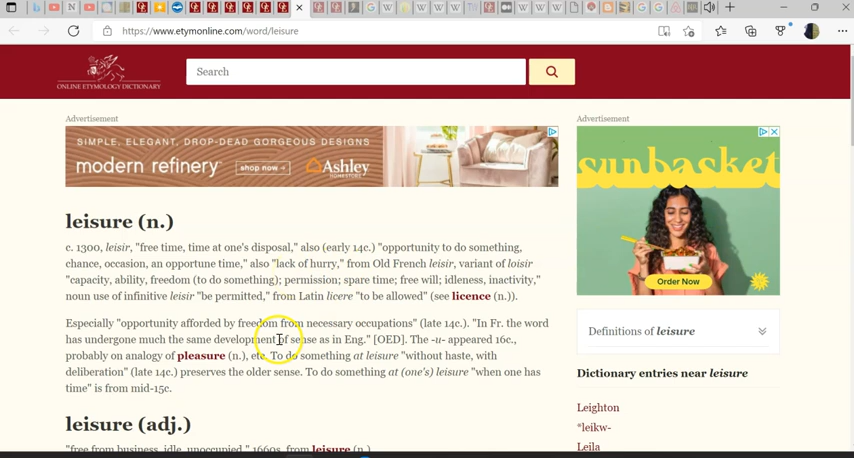 https://www.etymonline.com/word/leisure
ONLINE ETYMOLOGY DICTIONARY
Search
Advertisement
Advertisement
SIMPLE, ELEGANT, DROP-DEAD GORGEOUS DESIGNS
modern refinery
shop now
Ashley
HOMESTORE
sunbasket
Order Now
leisure (n.)
c. 1300, leisir, "free time, time at one's disposal," also (early 14c.) "opportunity to do something,
chance, occasion, an opportune time," also "lack of hurry," from Old French leisir, variant of loisir
"capacity, ability, freedom (to do something); permission; spare time; free will; idleness, inactivity,"
noun use of infinitive leisir "be permitted," from Latin licere "to be allowed" (see licence (n.)).
Especially "opportunity afforded by freedom from necessary occupations" (late 14c.). "In Fr. the word
has undergone much the same development of sense as in Eng." [OED]. The -u- appeared 16c.,
probably on analogy of pleasure (n.), etc. To do something at leisure "without haste, with
deliberation" (late 14c.) preserves the older sense. To do something at (one's) leisure "when one has
time" is from mid-15c.
leisure (adj.)
"free from business, idle, unoccupied," 1660s, from leisure (n.)
Definitions of leisure
Dictionary entries near leisure
Leighton
*leikw-
Leila